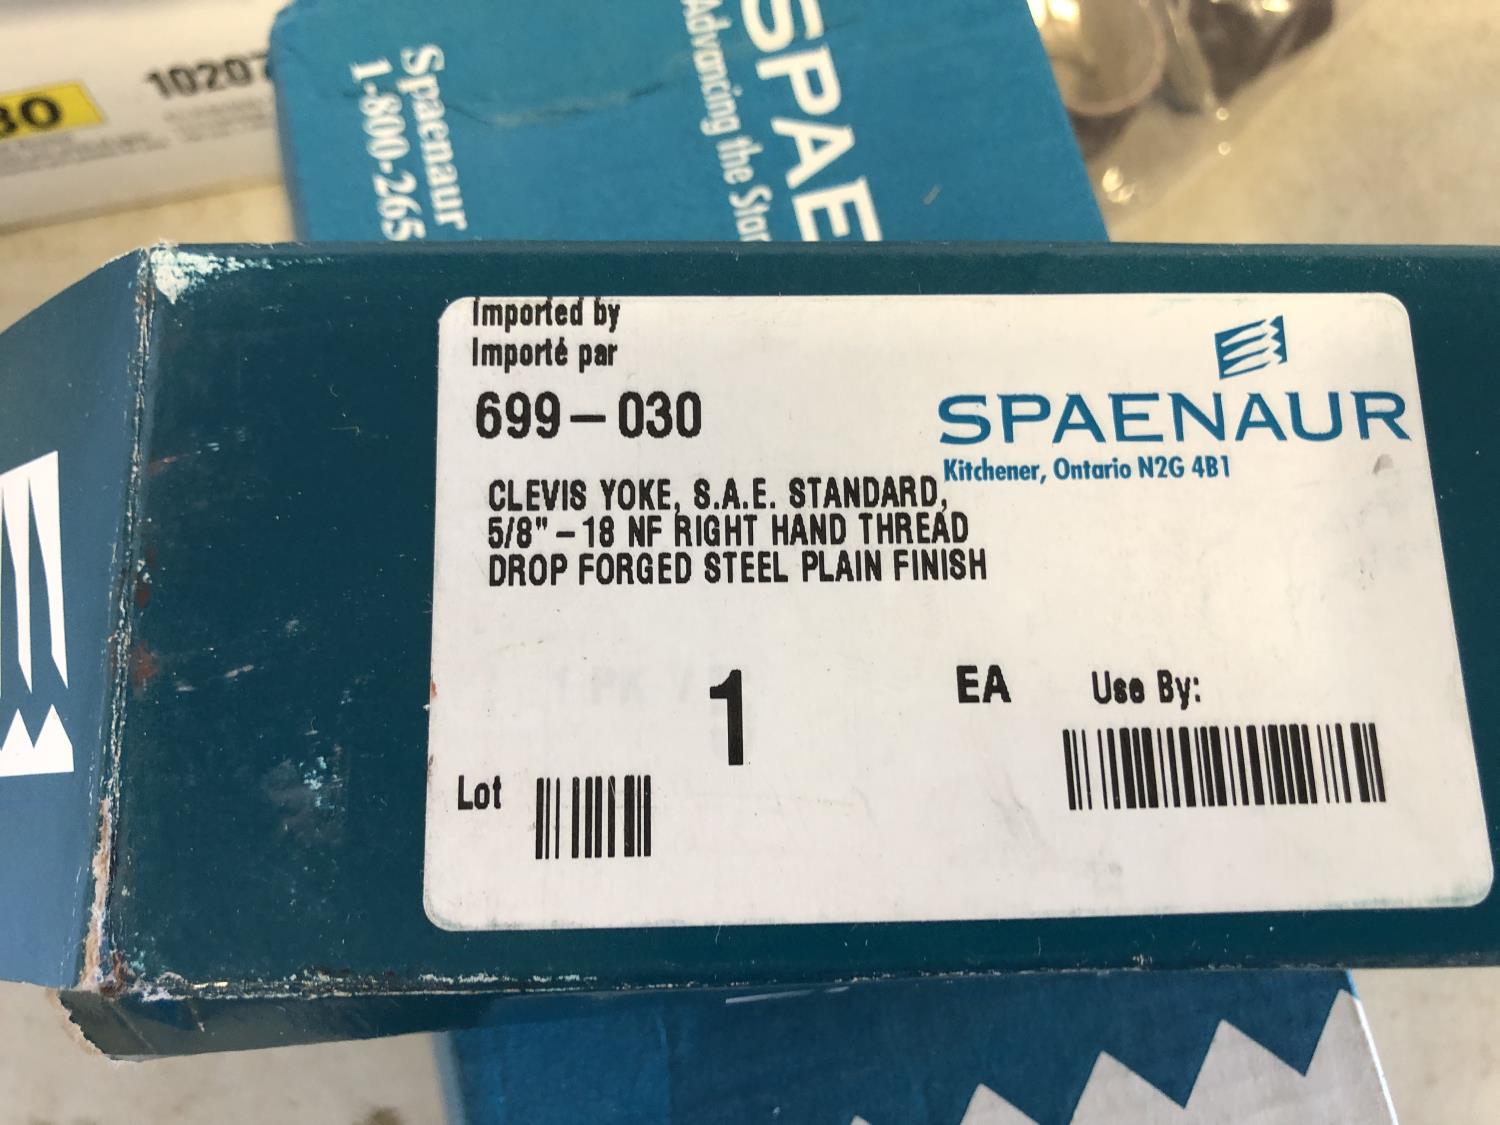 30
10207
Spaenaur
1-800-265
SPAE
Advancing the
Imported by
Importé par
699-030
SPAENAUR
Kitchener, Ontario N2G 4B1
CLEVIS YOKE, S.A.E. STANDARD,
5/8" - 18 NF RIGHT HAND THREAD
DROP FORGED STEEL PLAIN FINISH
1 EA Use By:
Lot